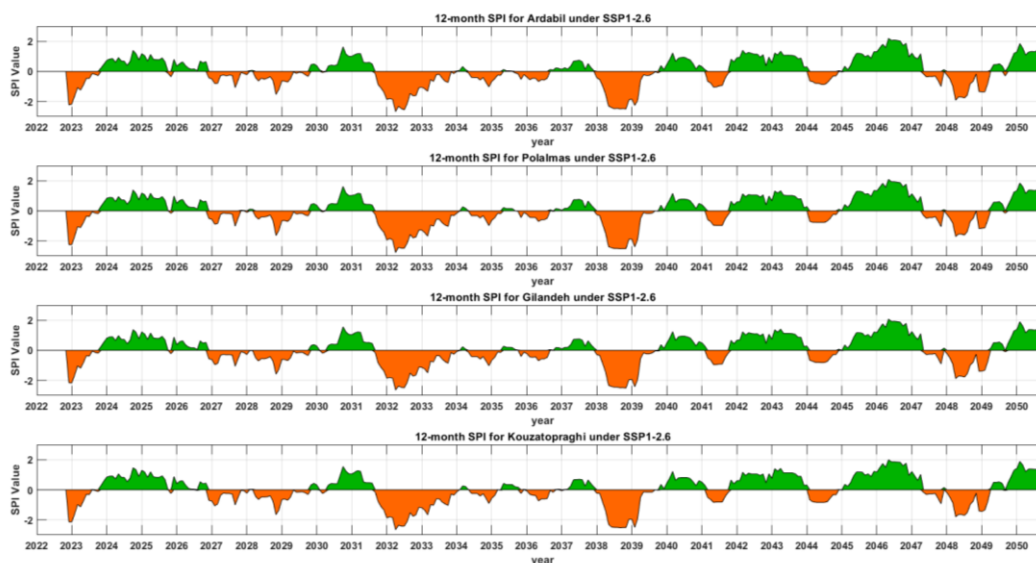 12-month SPI for Ardabil under SSP1-2.6
SPI Value
2
0
-2
2022 2023 2024 2025 2026 2027 2028 2029 2030 2031 2032 2033 2034 2035 2036 2037 2038 2039 2040 2041 2042 2043 2044 2045 2046 2047 2048 2049 2050
year
12-month SPI for Polalmas under SSP1-2.6
SPI Value
2
0
-2
2022 2023 2024 2025 2026 2027 2028 2029 2030 2031 2032 2033 2034 2035 2036 2037 2038 2039 2040 2041 2042 2043 2044 2045 2046 2047 2048 2049 2050
year
12-month SPI for Gilandeh under SSP1-2.6
SPI Value
2
0
-2
2022 2023 2024 2025 2026 2027 2028 2029 2030 2031 2032 2033 2034 2035 2036 2037 2038 2039 2040 2041 2042 2043 2044 2045 2046 2047 2048 2049 2050
year
12-month SPI for Kouzatopraghi under SSP1-2.6
SPI Value
2
0
-2
2022 2023 2024 2025 2026 2027 2028 2029 2030 2031 2032 2033 2034 2035 2036 2037 2038 2039 2040 2041 2042 2043 2044 2045 2046 2047 2048 2049 2050
year